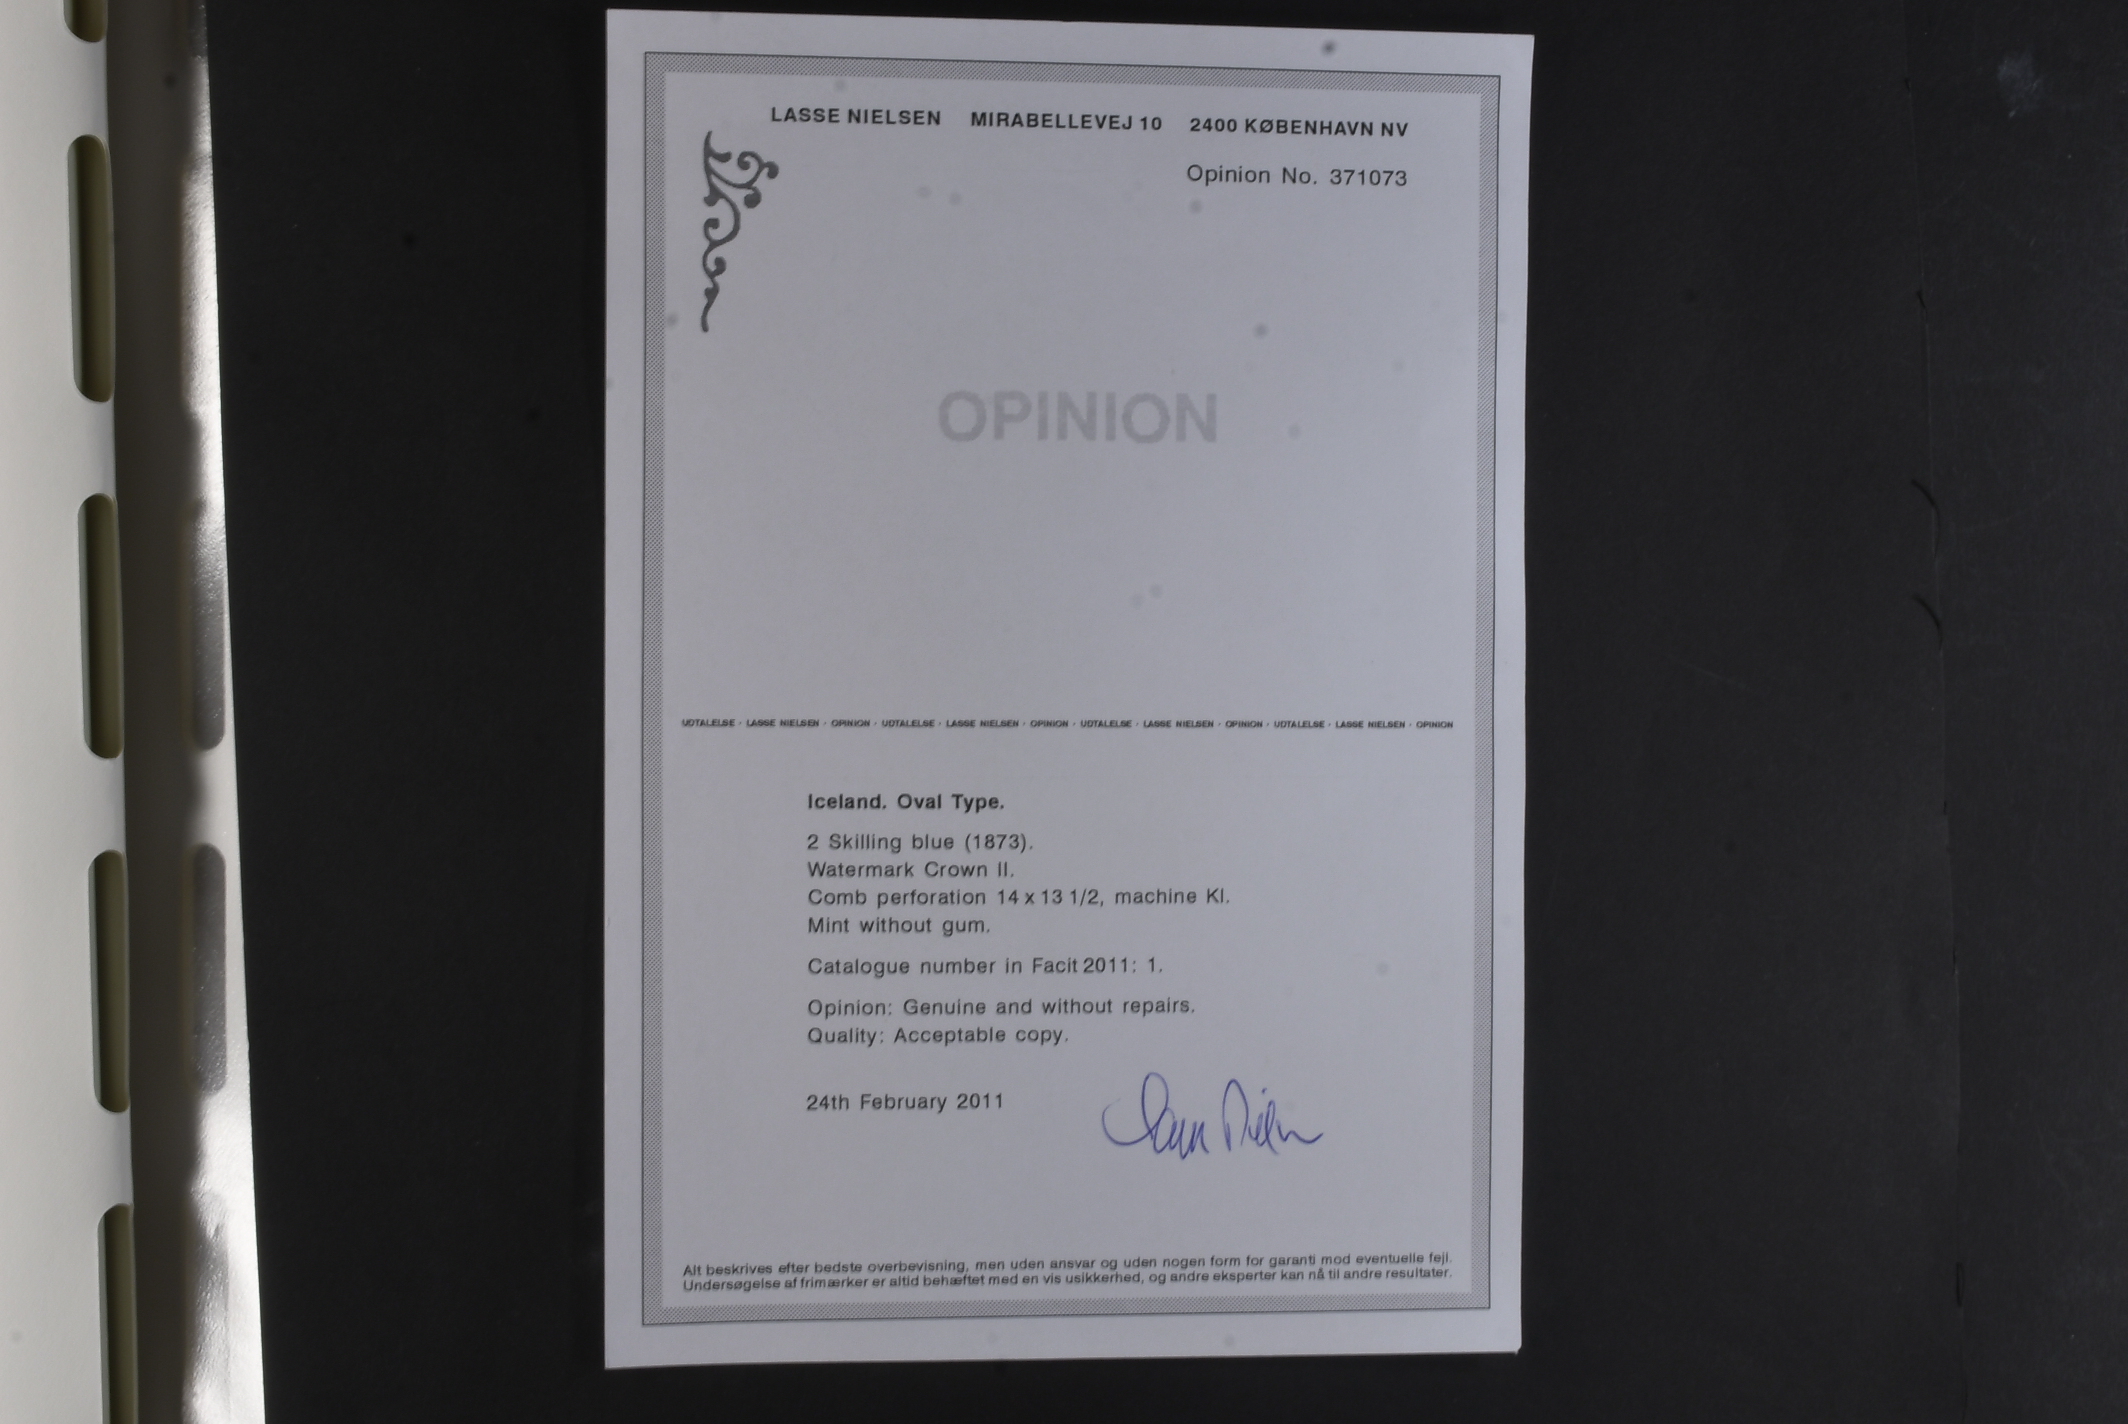 LASSE NIELSEN MIRABELLEVEJ 10 2400 KØBENHAVN NV
Opinion No. 371073
OPINION
UDTALELSE · LASSE NIELSEN · OPINION · UDTALELSE · LASSE NIELSEN · OPINION · UDTALELSE · LASSE NIELSEN · OPINION · UDTALELSE · LASSE NIELSEN · OPINION
Iceland. Oval Type.
2 Skilling blue (1873).
Watermark Crown II.
Comb perforation 14 x 13 1/2, machine KI.
Mint without gum.
Catalogue number in Facit 2011: 1.
Opinion: Genuine and without repairs.
Quality: Acceptable copy.
24th February 2011
Alt beskrives efter bedste overbevisning, men uden ansvar og uden nogen form for garanti mod eventuelle fejl.
Undersøgelse af frimærker er altid behæftet med en vis usikkerhed, og andre eksperter kan nå til andre resultater.